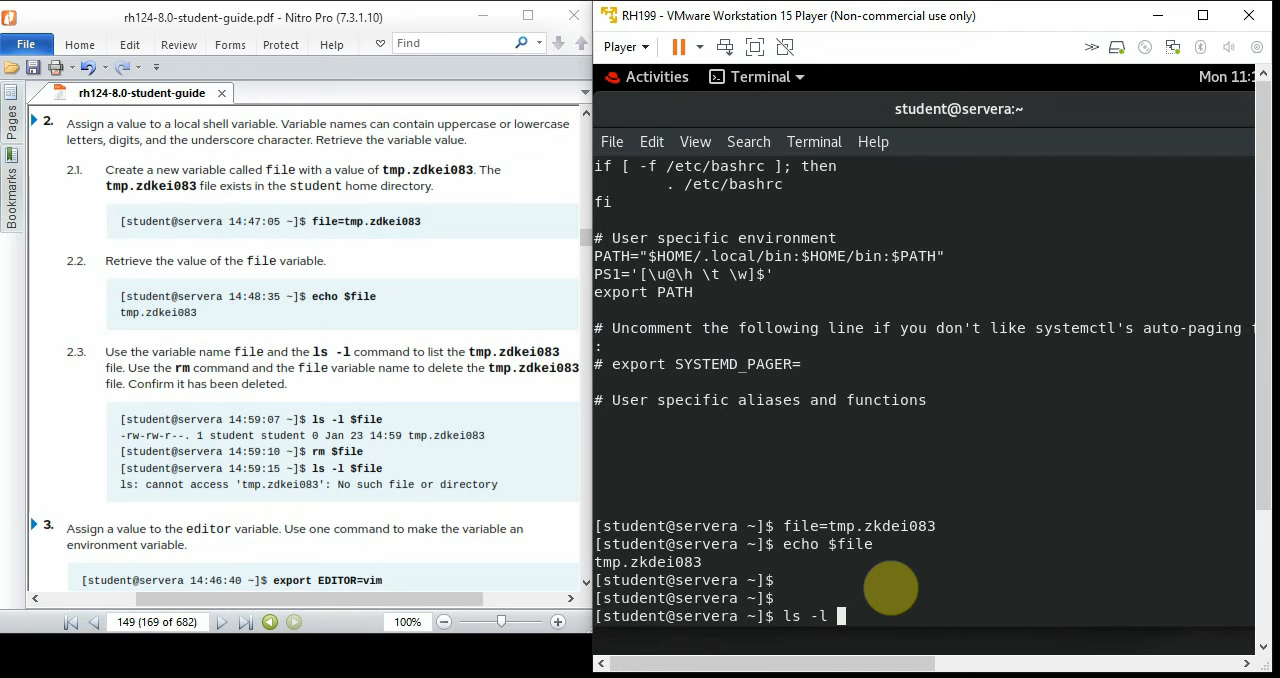 rh124-8.0-student-guide.pdf - Nitro Pro (7.3.1.10)
File Home Edit Review Forms Protect Help Find
rh124-8.0-student-guide
Pages
Bookmarks
2. Assign a value to a local shell variable. Variable names can contain uppercase or lowercase
letters, digits, and the underscore character. Retrieve the variable value.
2.1. Create a new variable called file with a value of tmp.zdkei083. The
tmp.zdkei083 file exists in the student home directory.
[student@servera 14:47:05 ~]$ file=tmp.zdkei083
2.2. Retrieve the value of the file variable.
[student@servera 14:48:35 ~]$ echo $file
tmp.zdkei083
2.3. Use the variable name file and the ls -l command to list the tmp.zdkei083
file. Use the rm command and the file variable name to delete the tmp.zdkei083
file. Confirm it has been deleted.
[student@servera 14:59:07 ~]$ ls -l $file
-rw-rw-r--. 1 student student 0 Jan 23 14:59 tmp.zdkei083
[student@servera 14:59:10 ~]$ rm $file
[student@servera 14:59:15 ~]$ ls -l $file
ls: cannot access 'tmp.zdkei083': No such file or directory
3. Assign a value to the editor variable. Use one command to make the variable an
environment variable.
[student@servera 14:46:40 ~]$ export EDITOR=vim
149 (169 of 682)
100%
RH199 - VMware Workstation 15 Player (Non-commercial use only)
Player
Activities Terminal Mon 11:1
student@servera:~
File Edit View Search Terminal Help
if [ -f /etc/bashrc ]; then
. /etc/bashrc
fi
# User specific environment
PATH="$HOME/.local/bin:$HOME/bin:$PATH"
PS1='[\u@\h \t \w]$'
export PATH
# Uncomment the following line if you don't like systemctl's auto-paging f
:
# export SYSTEMD_PAGER=
# User specific aliases and functions
[student@servera ~]$ file=tmp.zkdei083
[student@servera ~]$ echo $file
tmp.zkdei083
[student@servera ~]$
[student@servera ~]$
[student@servera ~]$ ls -l